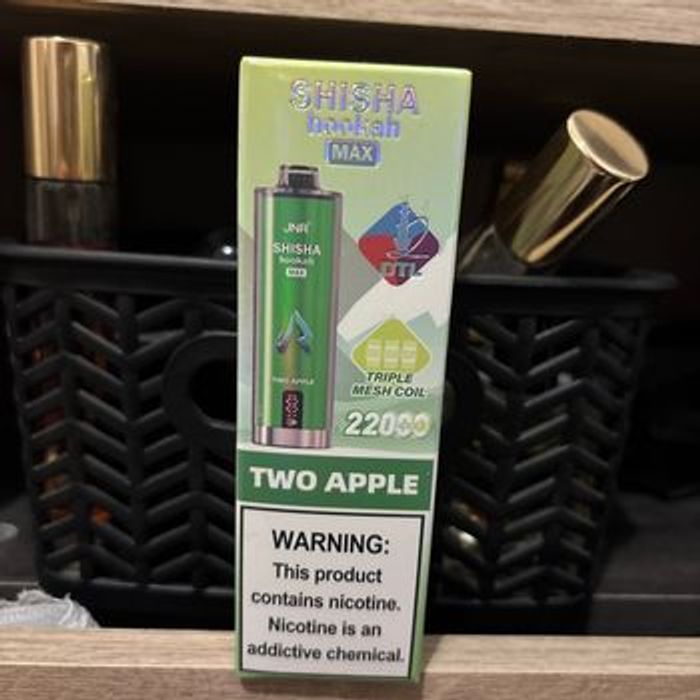 SHISHA
hookah
MAX
JNR
SHISHA
hookah
MAX
TWO APPLE
DTL
TRIPLE
MESH COIL
22000
TWO APPLE
WARNING:
This product
contains nicotine.
Nicotine is an
addictive chemical.